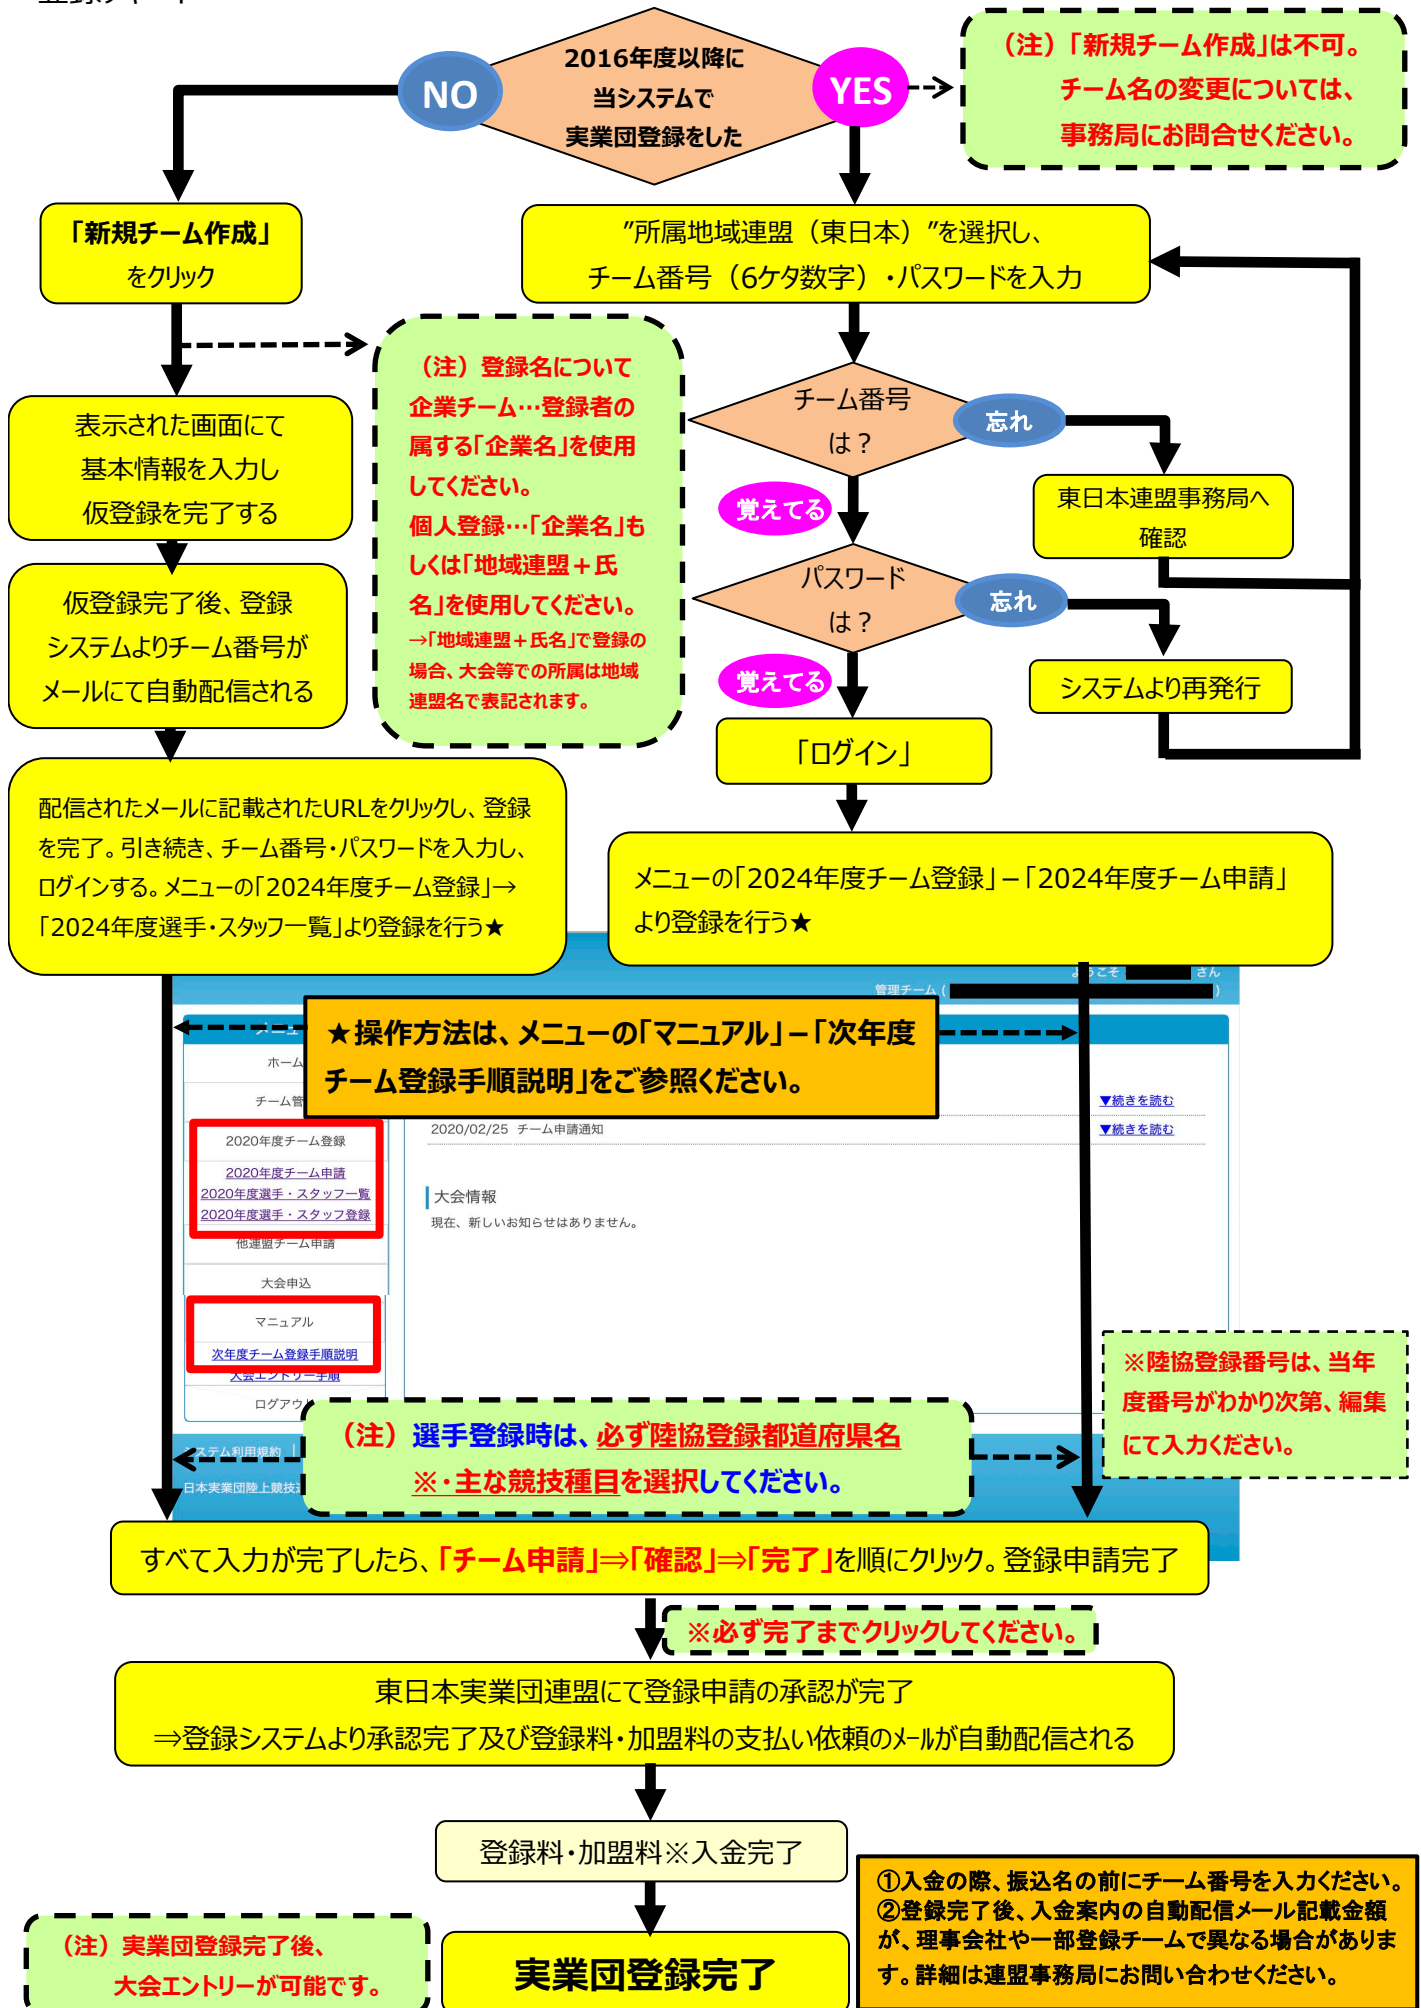 2016年度以降に
当システムで
実業団登録をした
NO
YES
（注）「新規チーム作成」は不可。
チーム名の変更については、
事務局にお問合せください。
「新規チーム作成」
をクリック
”所属地域連盟（東日本）”を選択し、
チーム番号（6ケタ数字）・パスワードを入力
（注）登録名について
企業チーム…登録者の
属する「企業名」を使用
してください。
個人登録…「企業名」も
しくは「地域連盟＋氏
名」を使用してください。
→「地域連盟＋氏名」で登録の
場合、大会等での所属は地域
連盟名で表記されます。
チーム番号
は？
忘れ
覚えてる
東日本連盟事務局へ
確認
パスワード
は？
忘れ
覚えてる
システムより再発行
「ログイン」
表示された画面にて
基本情報を入力し
仮登録を完了する
仮登録完了後、登録
システムよりチーム番号が
メールにて自動配信される
配信されたメールに記載されたURLをクリックし、登録
を完了。引き続き、チーム番号・パスワードを入力し、
ログインする。メニューの「2024年度チーム登録」→
「2024年度選手・スタッフ一覧」より登録を行う★
メニューの「2024年度チーム登録」－「2024年度チーム申請」
より登録を行う★
ようこそ さん
管理チーム ( )
★操作方法は、メニューの「マニュアル」－「次年度
チーム登録手順説明」をご参照ください。
ホーム
チーム管
▼続きを読む
2020/02/25 チーム申請通知
▼続きを読む
2020年度チーム登録
2020年度チーム申請
2020年度選手・スタッフ一覧
2020年度選手・スタッフ登録
大会情報
現在、新しいお知らせはありません。
他連盟チーム申請
大会申込
マニュアル
次年度チーム登録手順説明
大会エントリー手順
ログアウ
※陸協登録番号は、当年
度番号がわかり次第、編集
にて入力ください。
（注）選手登録時は、必ず陸協登録都道府県名
※・主な競技種目を選択してください。
システム利用規約 |
日本実業団陸上競技
すべて入力が完了したら、「チーム申請」⇒「確認」⇒「完了」を順にクリック。登録申請完了
※必ず完了までクリックしてください。
東日本実業団連盟にて登録申請の承認が完了
⇒登録システムより承認完了及び登録料・加盟料の支払い依頼のメールが自動配信される
登録料・加盟料※入金完了
①入金の際、振込名の前にチーム番号を入力ください。
②登録完了後、入金案内の自動配信メール記載金額
が、理事会社や一部登録チームで異なる場合がありま
す。詳細は連盟事務局にお問い合わせください。
（注）実業団登録完了後、
大会エントリーが可能です。
実業団登録完了